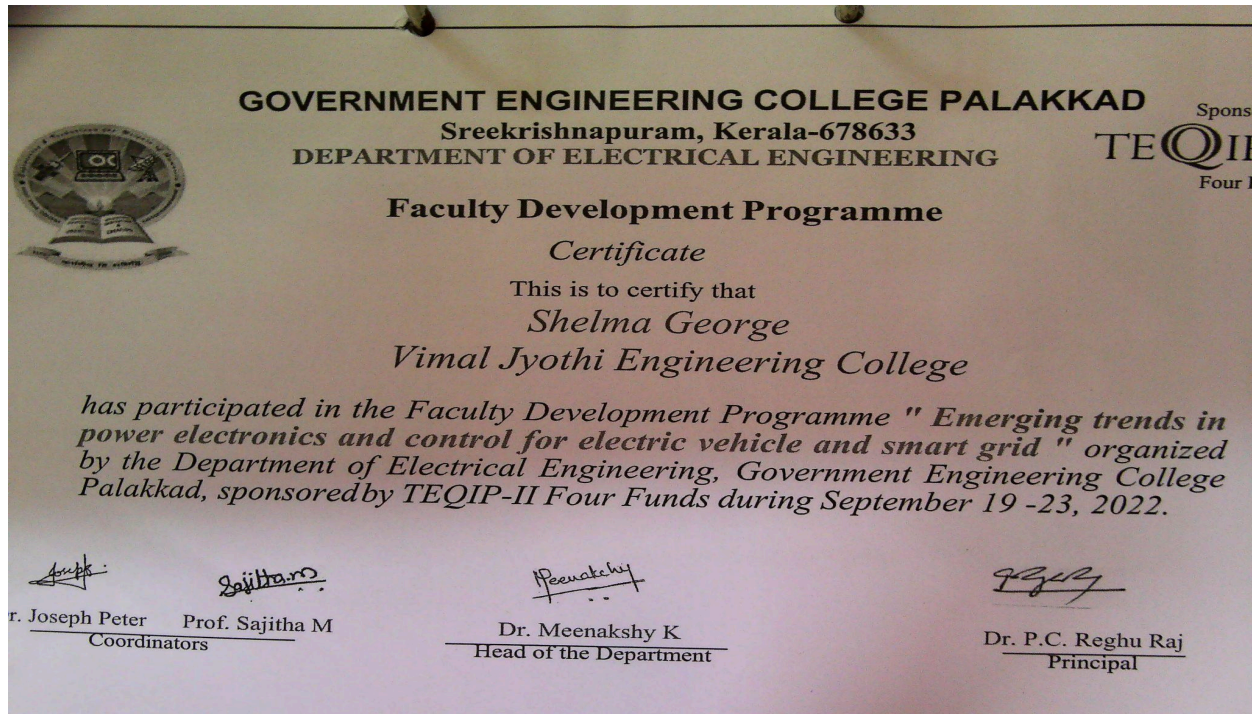 GOVERNMENT ENGINEERING COLLEGE PALAKKAD
Spons
Sreekrishnapuram, Kerala-678633
TEQIP
DEPARTMENT OF ELECTRICAL ENGINEERING
Four
Faculty Development Programme
Certificate
This is to certify that
Shelma George
Vimal Jyothi Engineering College
has participated in the Faculty Development Programme " Emerging trends in
power electronics and control for electric vehicle and smart grid " organized
by the Department of Electrical Engineering, Government Engineering College
Palakkad, sponsored by TEQIP-II Four Funds during September 19 -23, 2022.
Sajitha.m
Meenakchy
r. Joseph Peter Prof. Sajitha M
Coordinators
Dr. Meenakshy K
Head of the Department
Dr. P.C. Reghu Raj
Principal